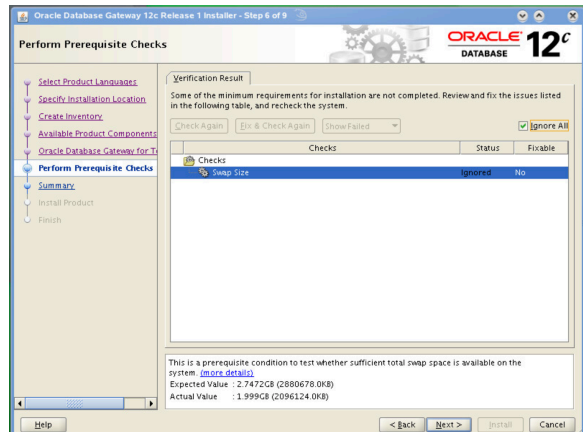 Oracle Database Gateway 12c Release 1 Installer - Step 6 of 9
Perform Prerequisite Checks
ORACLE
DATABASE
12c
Select Product Languages
Specify Installation Location
Create Inventory
Available Product Components
Oracle Database Gateway for Te
Perform Prerequisite Checks
Summary
Install Product
Finish
Verification Result
Some of the minimum requirements for installation are not completed. Review and fix the issues listed
in the following table, and recheck the system.
Check Again
Fix & Check Again
Show Failed
Ignore All
Checks Status Fixable
Checks
Swap Size Ignored No
This is a prerequisite condition to test whether sufficient total swap space is available on the
system. (more details)
Expected Value : 2.7472GB (2880678.0KB)
Actual Value : 1.999GB (2096124.0KB)
Help
< Back
Next >
Install
Cancel